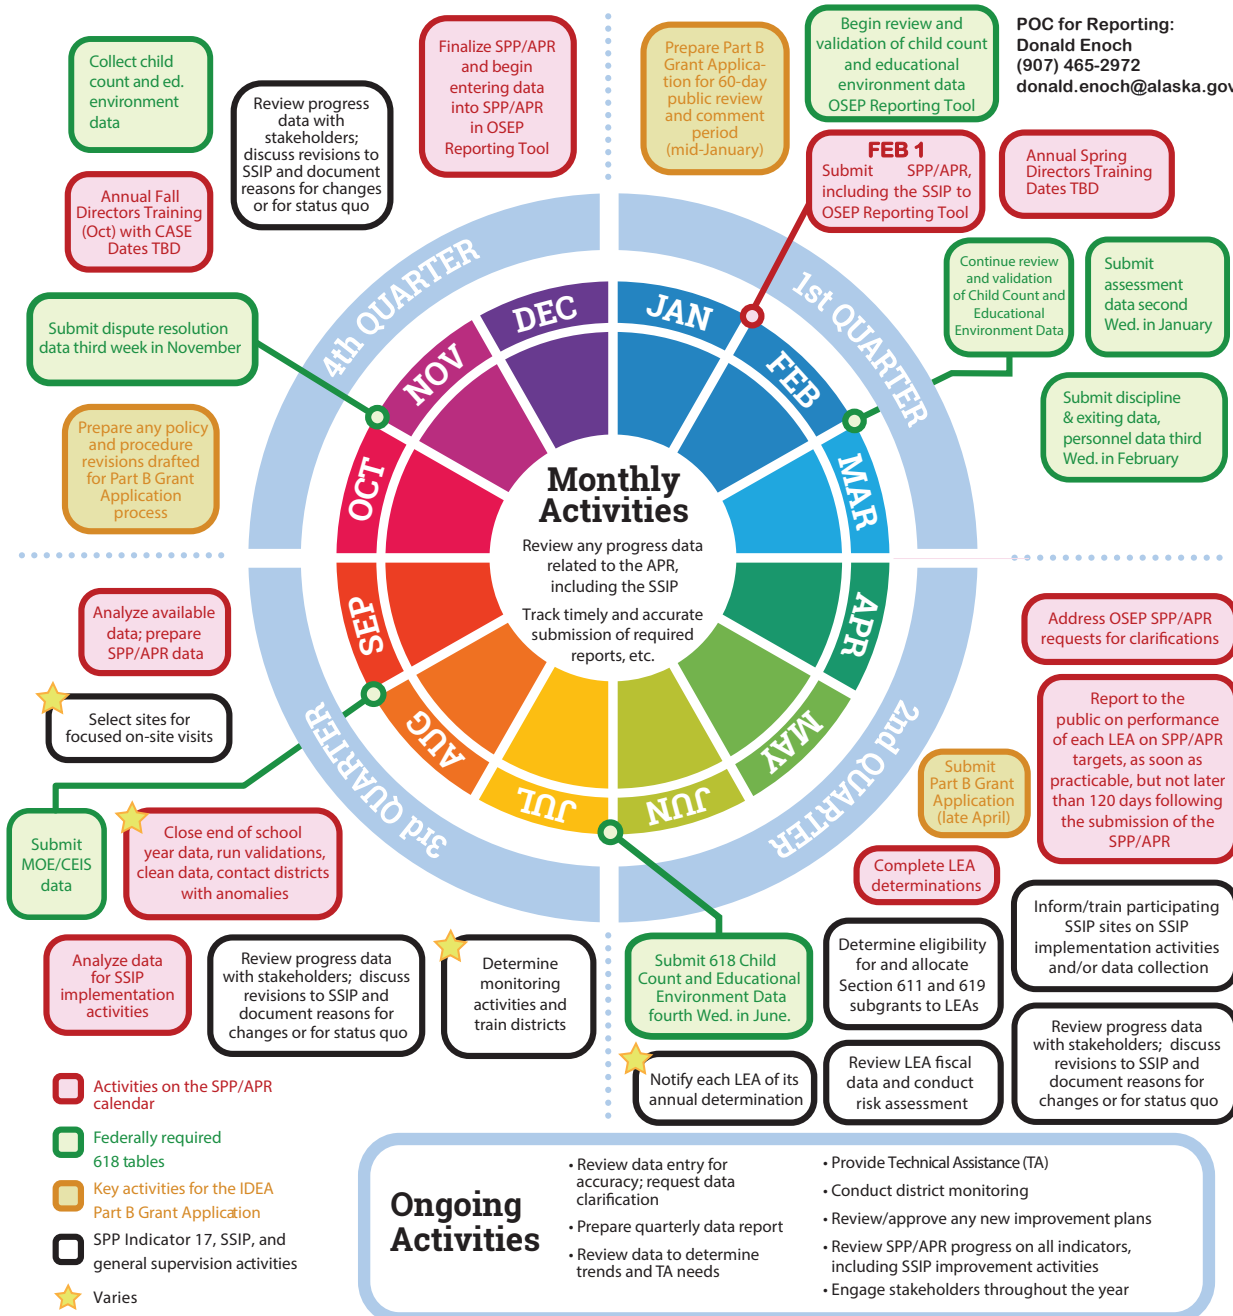 Collect child
count and ed.
environment
data
Review progress
data with
stakeholders;
discuss revisions to
SSIP and document
reasons for changes
or for status quo
Finalize SPP/APR
and begin
entering data
into SPP/APR
in OSEP
Reporting Tool
Annual Fall
Directors Training
(Oct) with CASE
Dates TBD
Submit dispute resolution
data third week in November
Prepare any policy
and procedure
revisions drafted
for Part B Grant
Application
process
Prepare Part B
Grant Applica-
tion for 60-day
public review
and comment
period
(mid-January)
Begin review and
validation of child count
and educational
environment data
OSEP Reporting Tool
POC for Reporting:
Donald Enoch
(907) 465-2972
donald.enoch@alaska.gov
FEB 1
Submit SPP/APR,
including the SSIP to
OSEP Reporting Tool
Annual Spring
Directors Training
Dates TBD
Continue review
and validation
of Child Count and
Educational
Environment Data
Submit
assessment
data second
Wed. in January
Submit discipline
& exiting data,
personnel data third
Wed. in February
4th QUARTER
1st QUARTER
2nd QUARTER
3rd QUARTER
JAN
FEB
MAR
APR
MAY
JUN
JUL
AUG
SEP
OCT
NOV
DEC
Monthly
Activities
Review any progress data
related to the APR,
including the SSIP
Track timely and accurate
submission of required
reports, etc.
Analyze available
data; prepare
SPP/APR data
Select sites for
focused on-site visits
Submit
MOE/CEIS
data
Close end of school
year data, run validations,
clean data, contact districts
with anomalies
Analyze data
for SSIP
implementation
activities
Review progress data
with stakeholders; discuss
revisions to SSIP and
document reasons for
changes or for status quo
Determine
monitoring
activities and
train districts
Address OSEP SPP/APR
requests for clarifications
Report to the
public on performance
of each LEA on SPP/APR
targets, as soon as
practicable, but not later
than 120 days following
the submission of the
SPP/APR
Submit
Part B Grant
Application
(late April)
Complete LEA
determinations
Inform/train participating
SSIP sites on SSIP
implementation activities
and/or data collection
Submit 618 Child
Count and Educational
Environment Data
fourth Wed. in June.
Determine eligibility
for and allocate
Section 611 and 619
subgrants to LEAs
Review progress data
with stakeholders; discuss
revisions to SSIP and
document reasons for
changes or for status quo
Notify each LEA of its
annual determination
Review LEA fiscal
data and conduct
risk assessment
Activities on the SPP/APR
calendar
Federally required
618 tables
Key activities for the IDEA
Part B Grant Application
SPP Indicator 17, SSIP, and
general supervision activities
Varies
Ongoing
Activities
• Review data entry for
accuracy; request data
clarification
• Prepare quarterly data report
• Review data to determine
trends and TA needs
• Provide Technical Assistance (TA)
• Conduct district monitoring
• Review/approve any new improvement plans
• Review SPP/APR progress on all indicators,
including SSIP improvement activities
• Engage stakeholders throughout the year